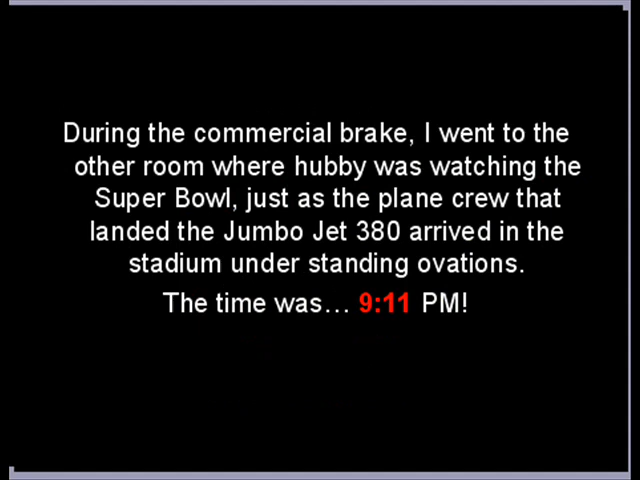 During the commercial brake, I went to the
other room where hubby was watching the
Super Bowl, just as the plane crew that
landed the Jumbo Jet 380 arrived in the
stadium under standing ovations.
The time was… 9:11 PM!